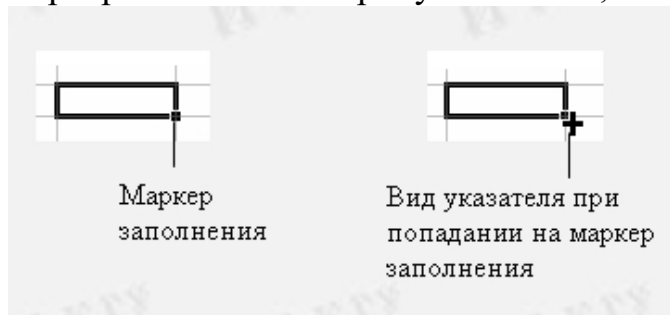 Маркер
заполнения
Вид указателя при
попадании на маркер
заполнения